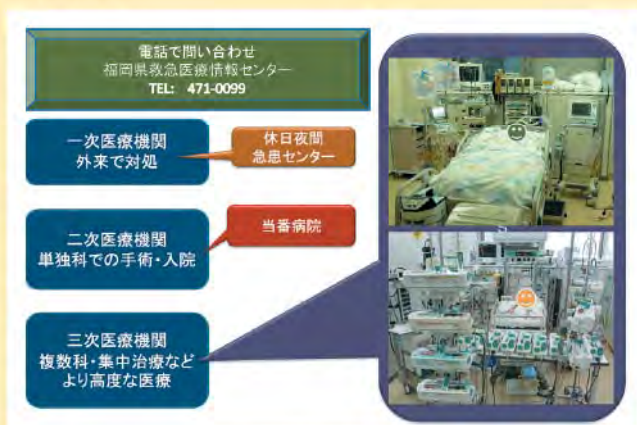 電話で問い合わせ
福岡県救急医療情報センター
TEL: 471-0099
一次医療機関
外来で対処
休日夜間
急患センター
二次医療機関
単独科での手術・入院
当番病院
三次医療機関
複数科・集中治療など
より高度な医療